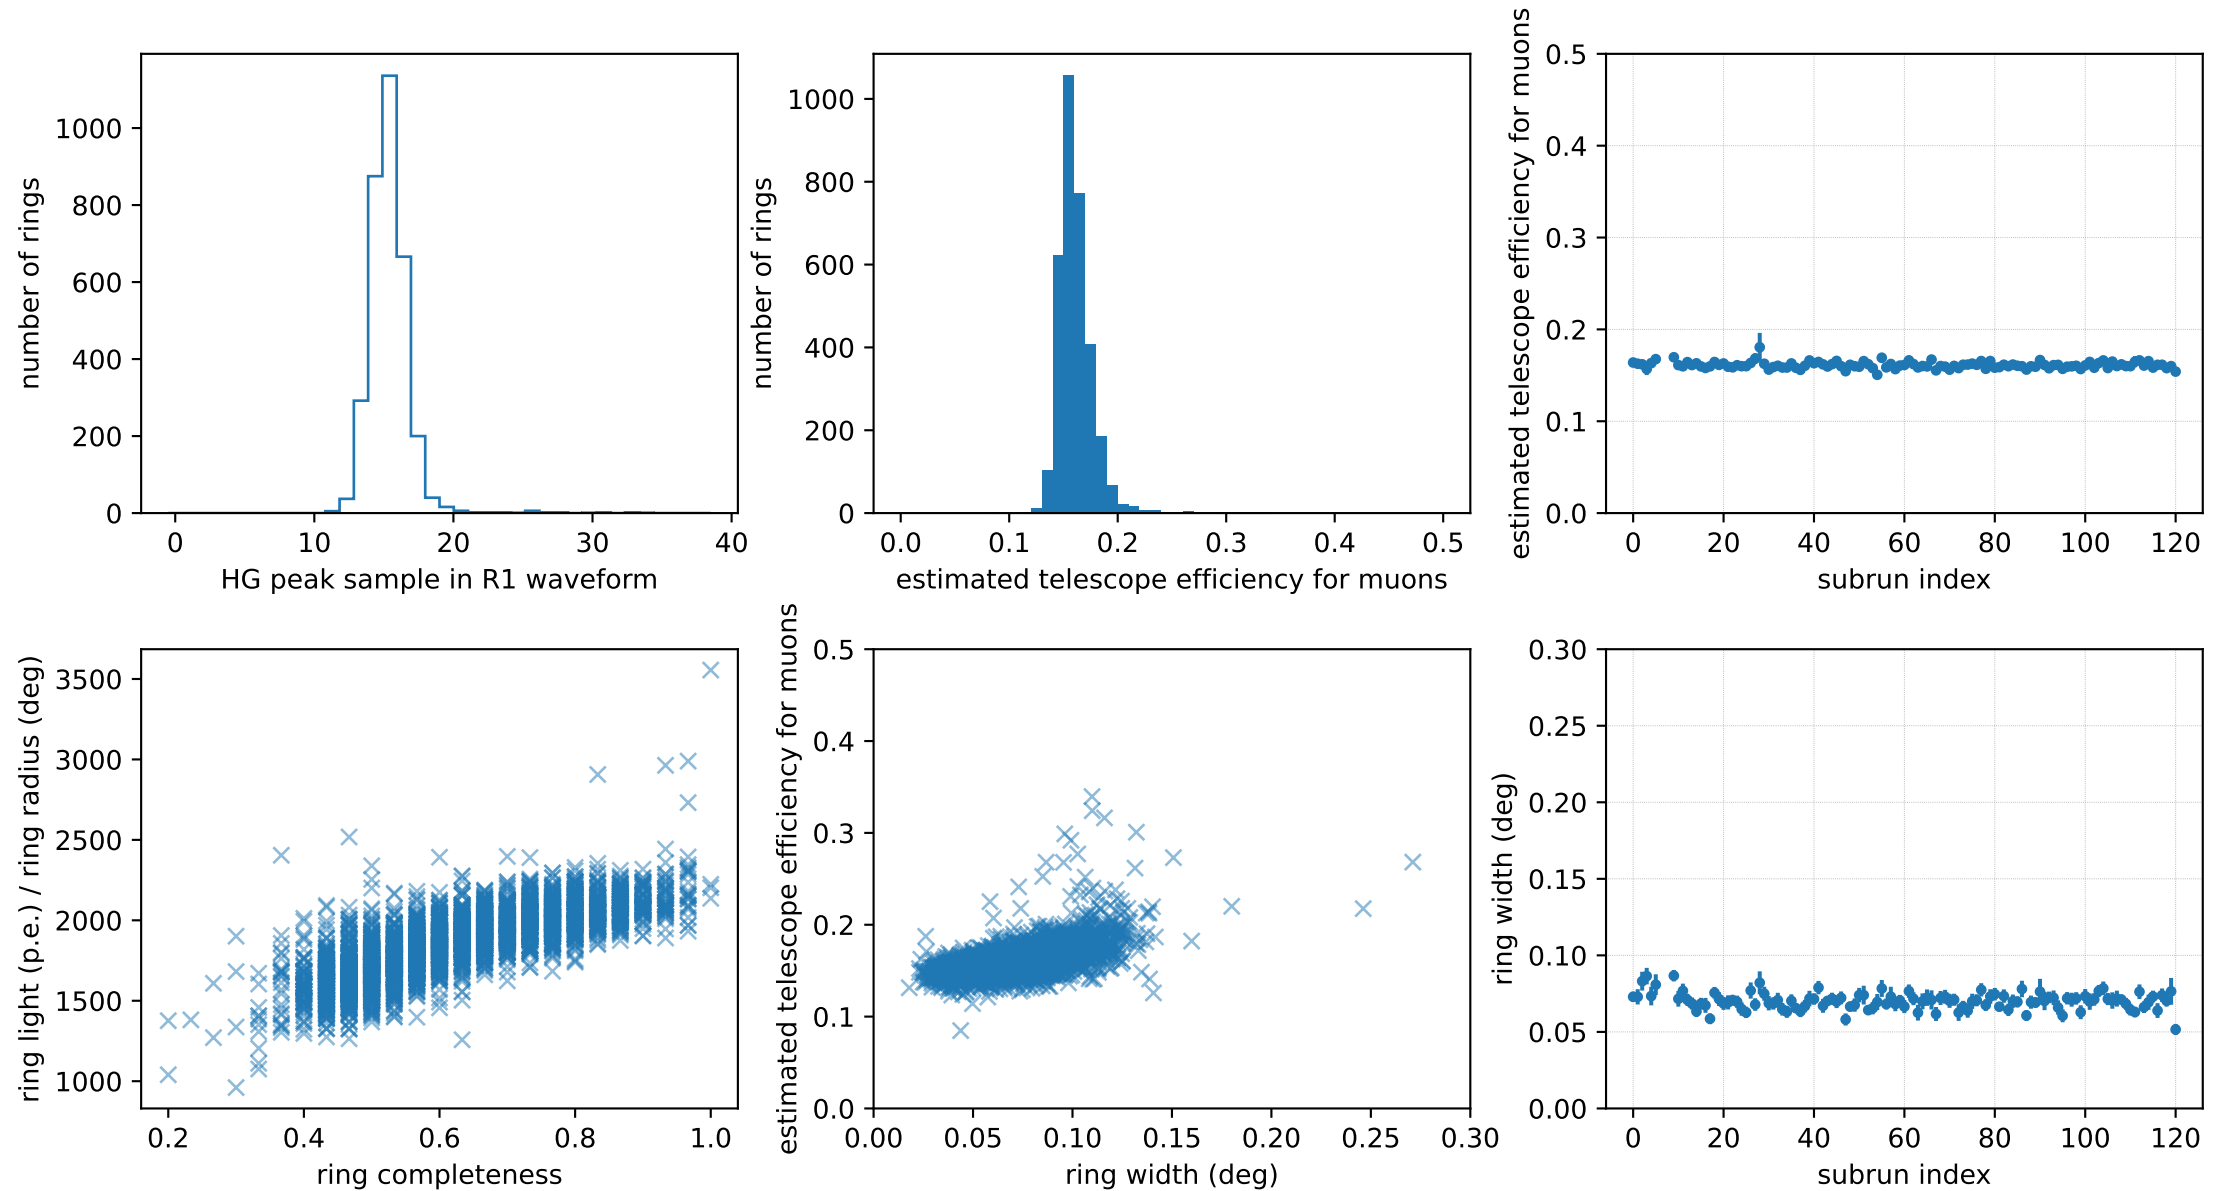 number of rings
1000
800
600
400
200
0
0 10 20 30 40
HG peak sample in R1 waveform
number of rings
1000
800
600
400
200
0
0.0 0.1 0.2 0.3 0.4 0.5
estimated telescope efficiency for muons
estimated telescope efficiency for muons
0.5
0.4
0.3
0.2
0.1
0.0
0 20 40 60 80 100 120
subrun index
ring light (p.e.) / ring radius (deg)
3500
3000
2500
2000
1500
1000
0.2 0.4 0.6 0.8 1.0
ring completeness
estimated telescope efficiency for muons
0.5
0.4
0.3
0.2
0.1
0.0
0.00 0.05 0.10 0.15 0.20 0.25 0.30
ring width (deg)
ring width (deg)
0.30
0.25
0.20
0.15
0.10
0.05
0.00
0 20 40 60 80 100 120
subrun index